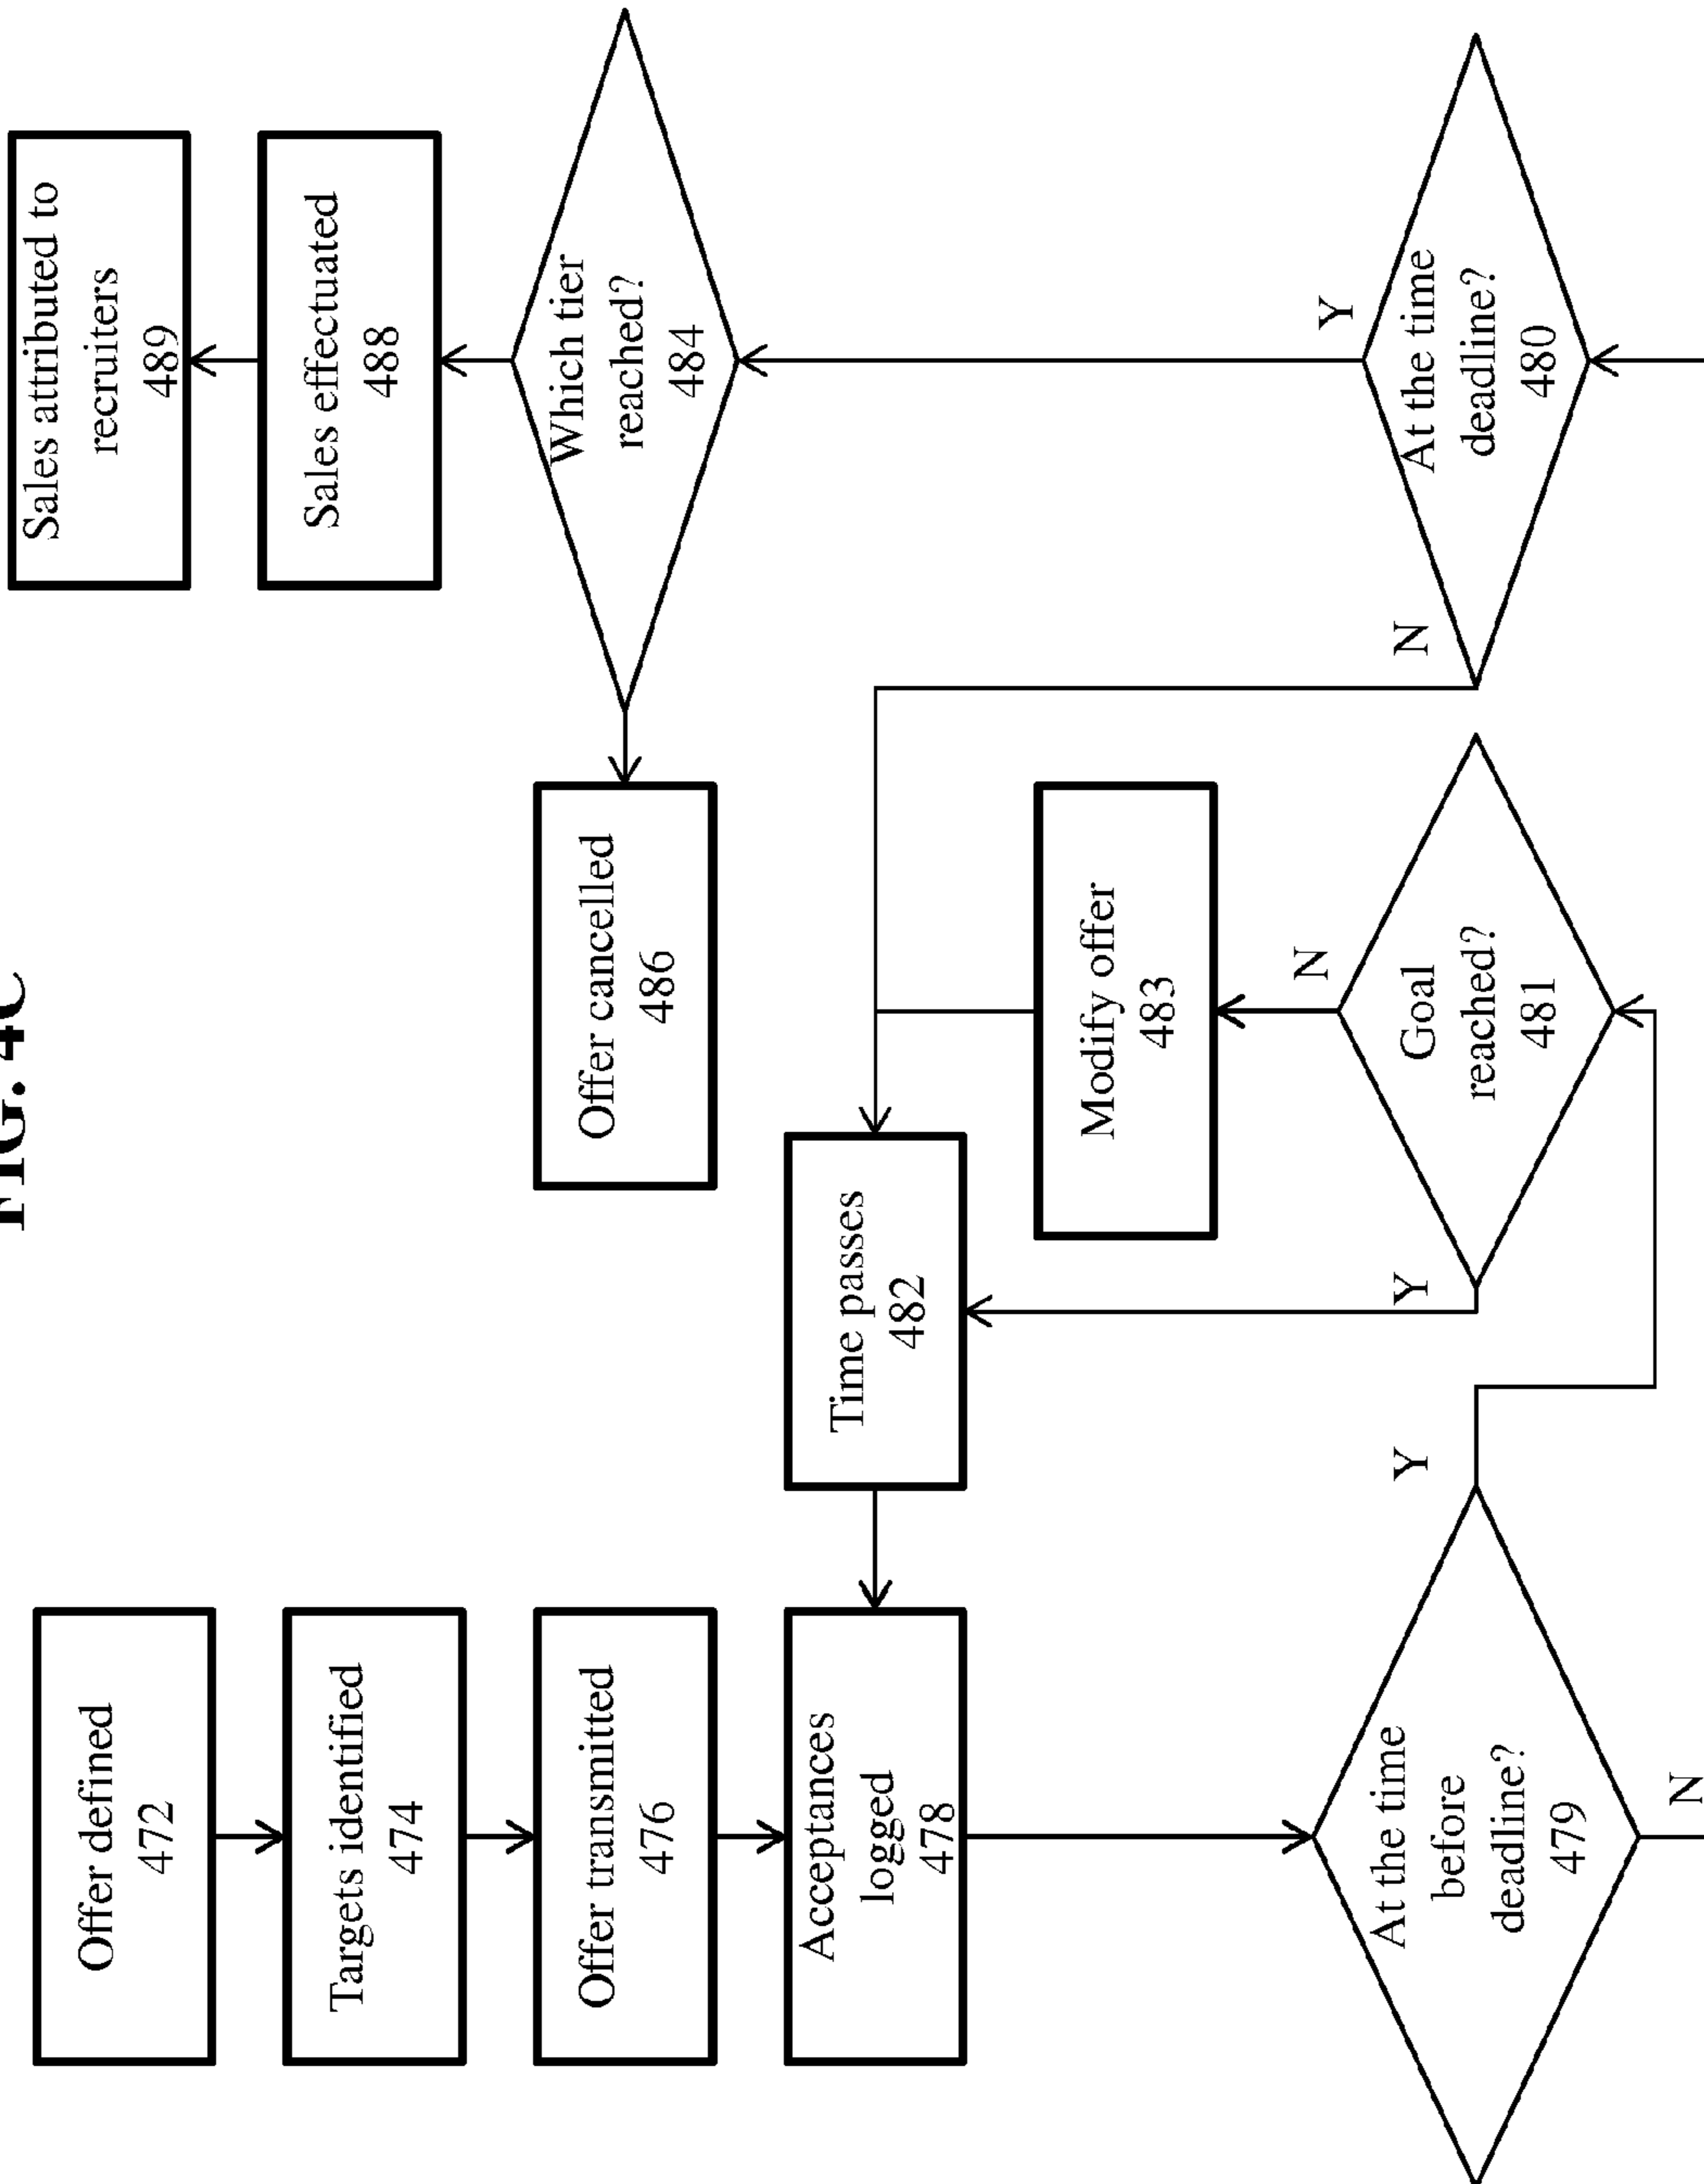 FIG. 4C
Offer defined
472
Targets identified
474
Offer transmitted
476
Acceptances
logged
478
At the time
before
deadline?
479
Y
N
Time passes
482
Y
Goal
reached?
481
N
Modify offer
483
Offer cancelled
486
Sales attributed to
recruiters
489
Sales effectuated
488
Which tier
reached?
484
Y
At the time
deadline?
480
N